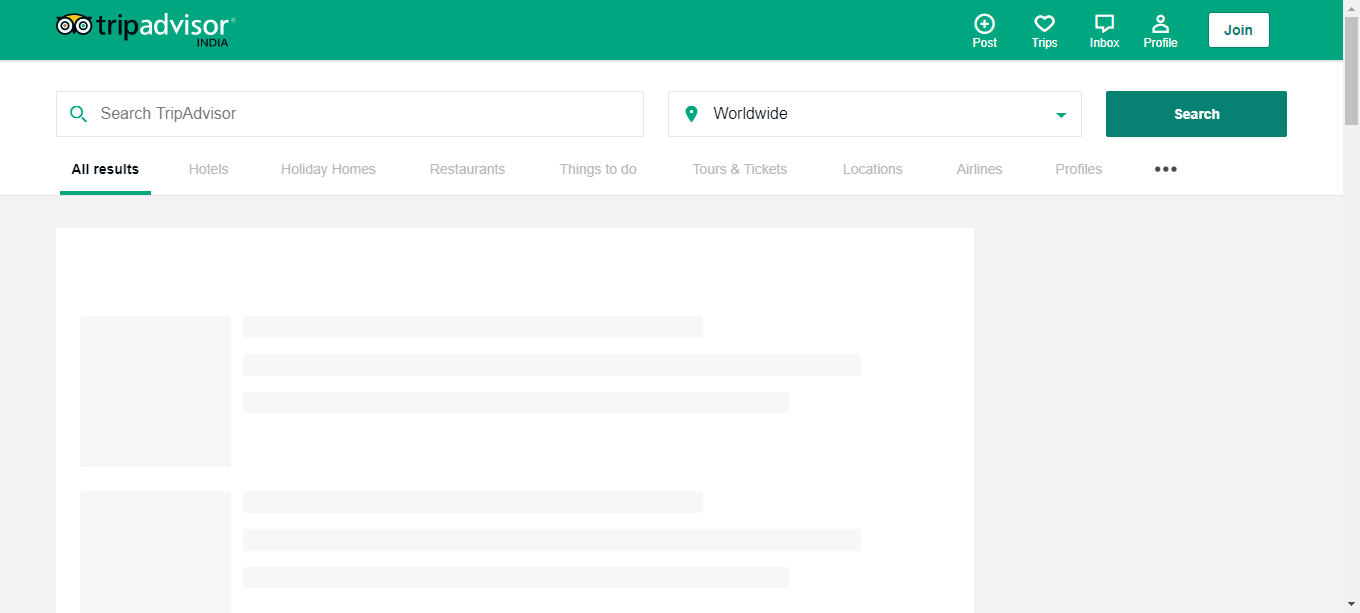 tripadvisor®
INDIA
Post Trips Inbox Profile Join
Search TripAdvisor Worldwide Search
All results Hotels Holiday Homes Restaurants Things to do Tours & Tickets Locations Airlines Profiles •••